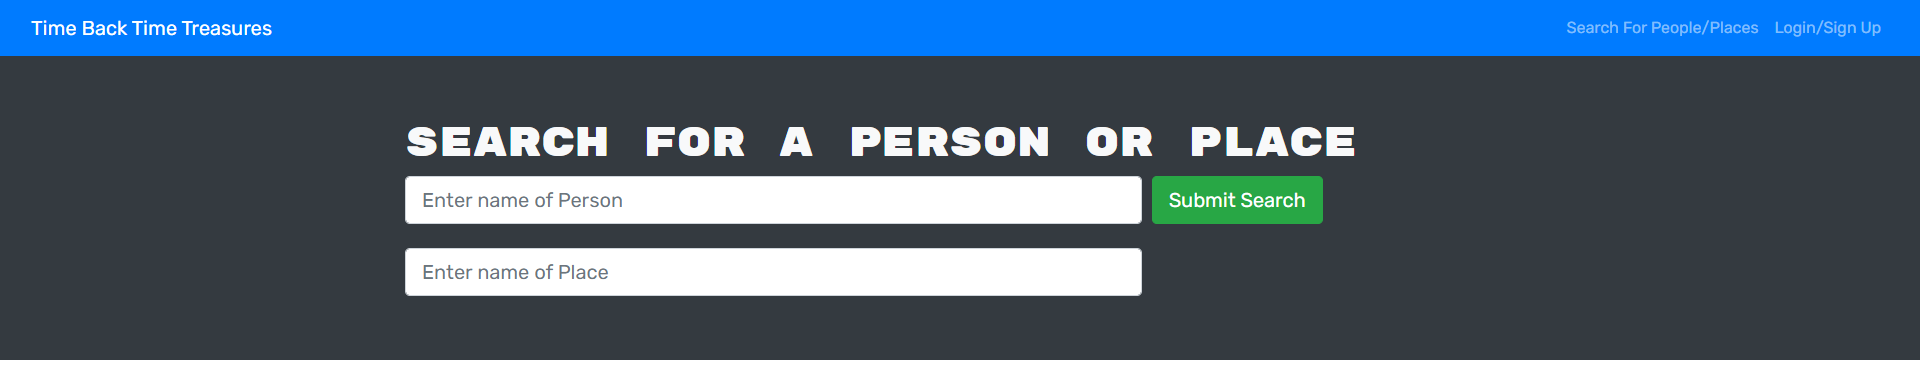 Time Back Time Treasures Search For People/Places Login/Sign Up
SEARCH FOR A PERSON OR PLACE
Enter name of Person Submit Search
Enter name of Place